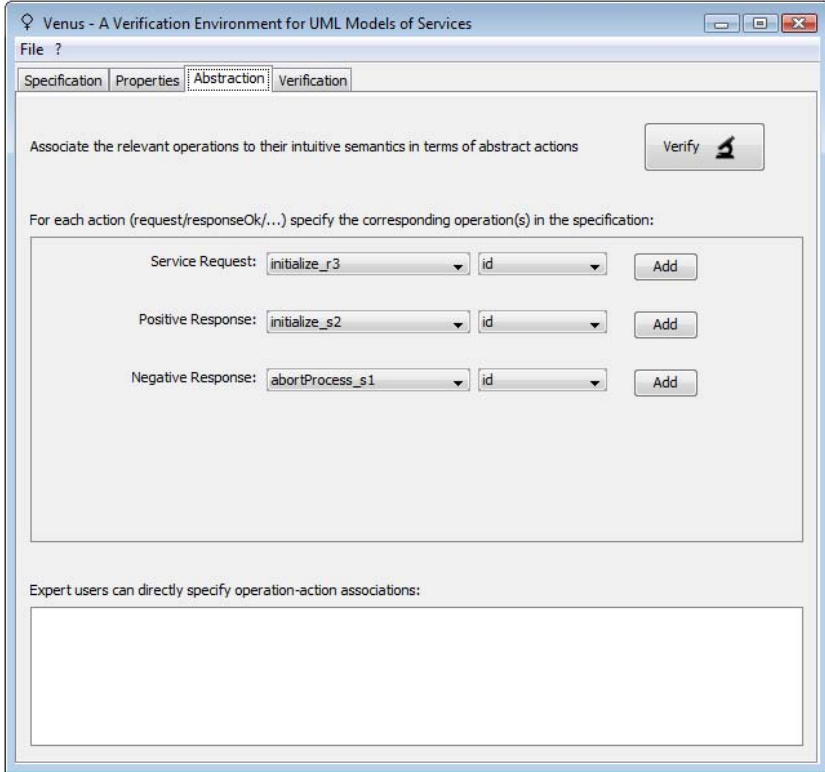 Venus - A Verification Environment for UML Models of Services
File ?
Specification Properties Abstraction Verification
Associate the relevant operations to their intuitive semantics in terms of abstract actions Verify
For each action (request/responseOk/...) specify the corresponding operation(s) in the specification:
Service Request: initialize_r3 id Add
Positive Response: initialize_s2 id Add
Negative Response: abortProcess_s1 id Add
Expert users can directly specify operation-action associations: